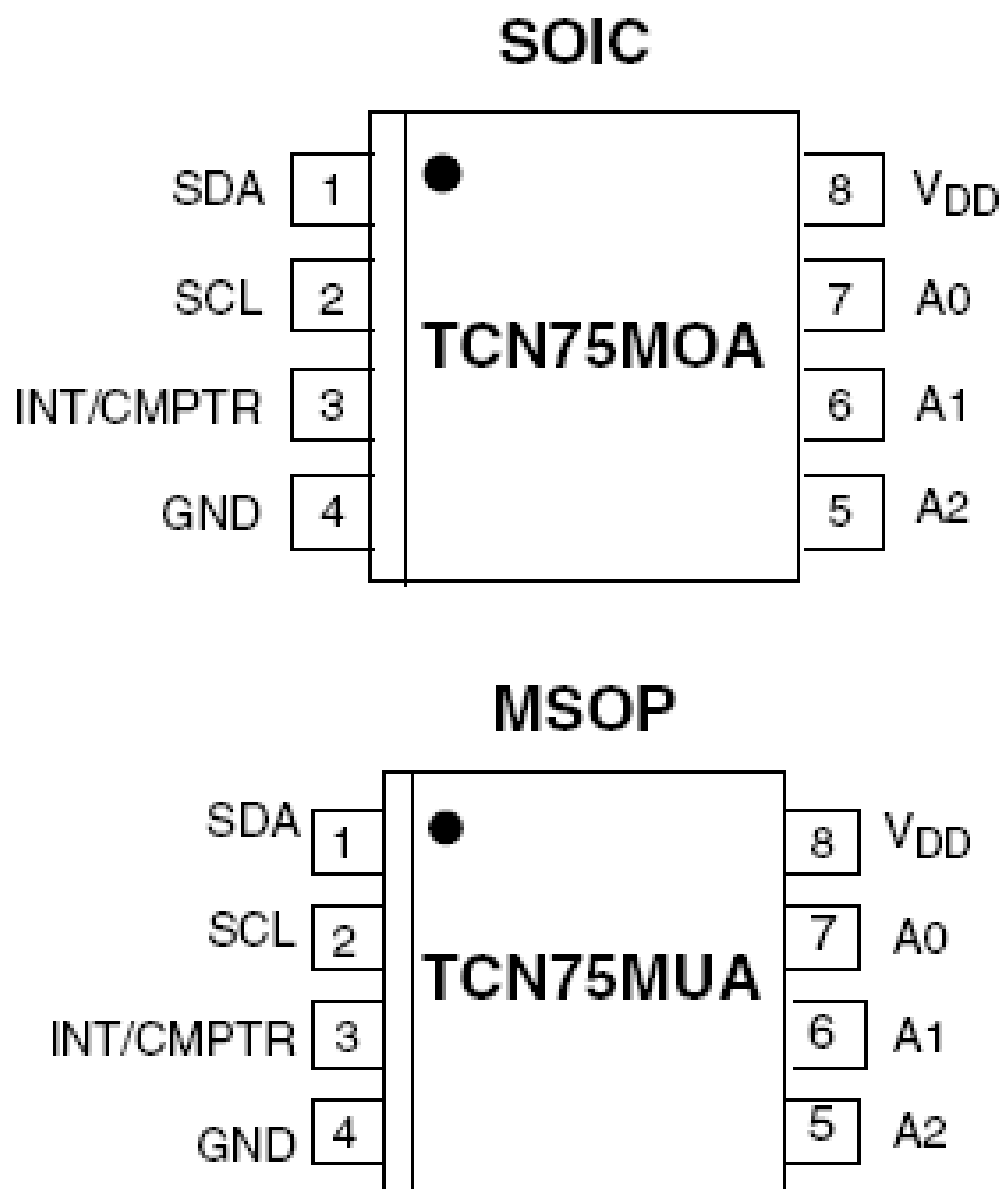 SOIC
SDA 1 8 VDD
SCL 2 7 A0
TCN75MOA
INT/CMPTR 3 6 A1
GND 4 5 A2
MSOP
SDA 1 8 VDD
SCL 2 7 A0
TCN75MUA
INT/CMPTR 3 6 A1
GND 4 5 A2